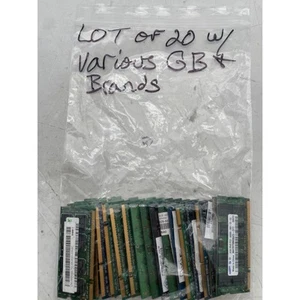 LOT OF 20 W/
Various GB &
Brands